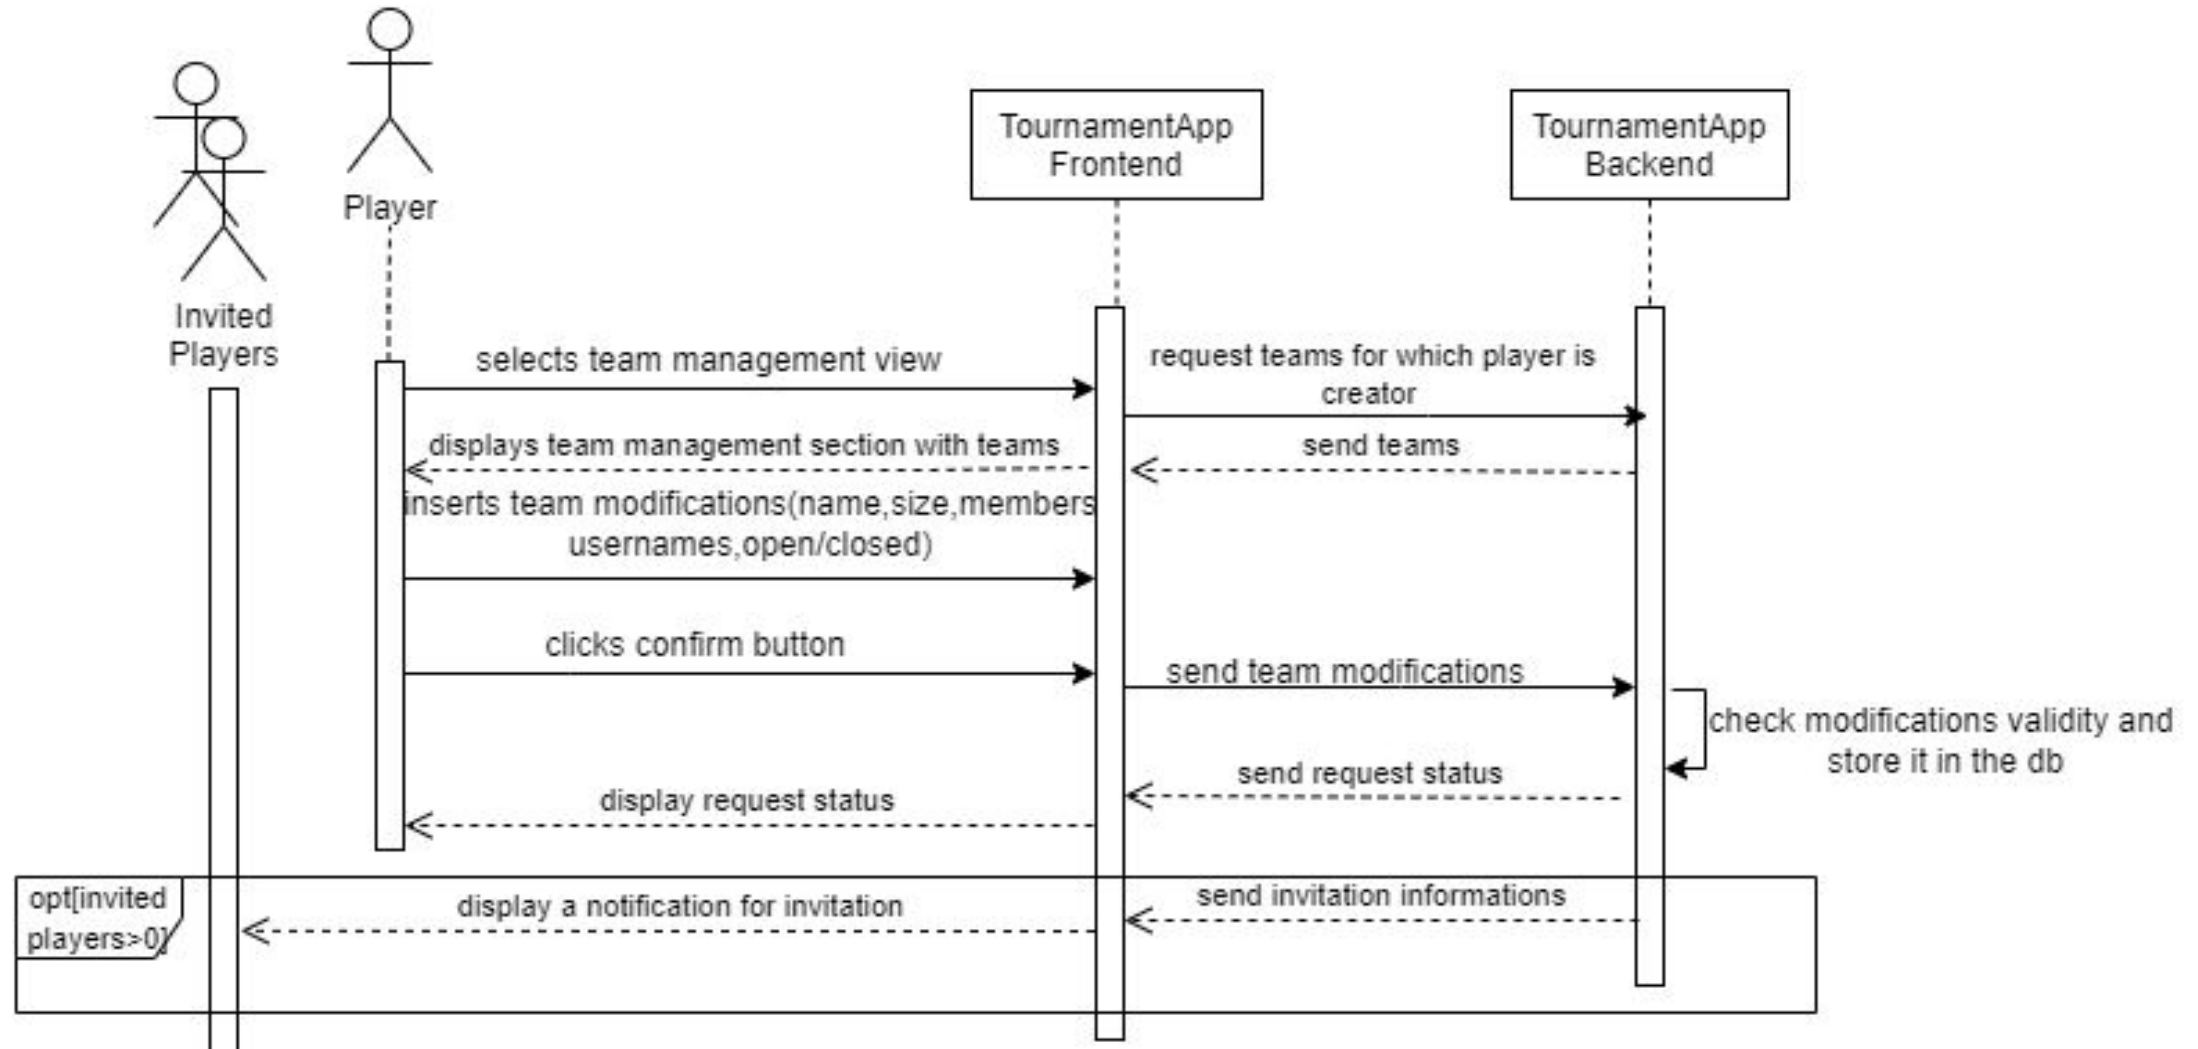 Player
Invited
Players
TournamentApp
Frontend
TournamentApp
Backend
selects team management view
request teams for which player is
creator
displays team management section with teams
send teams
inserts team modifications(name,size,members
usernames,open/closed)
clicks confirm button
send team modifications
check modifications validity and
store it in the db
send request status
display request status
opt[invited
players>0]
display a notification for invitation
send invitation informations